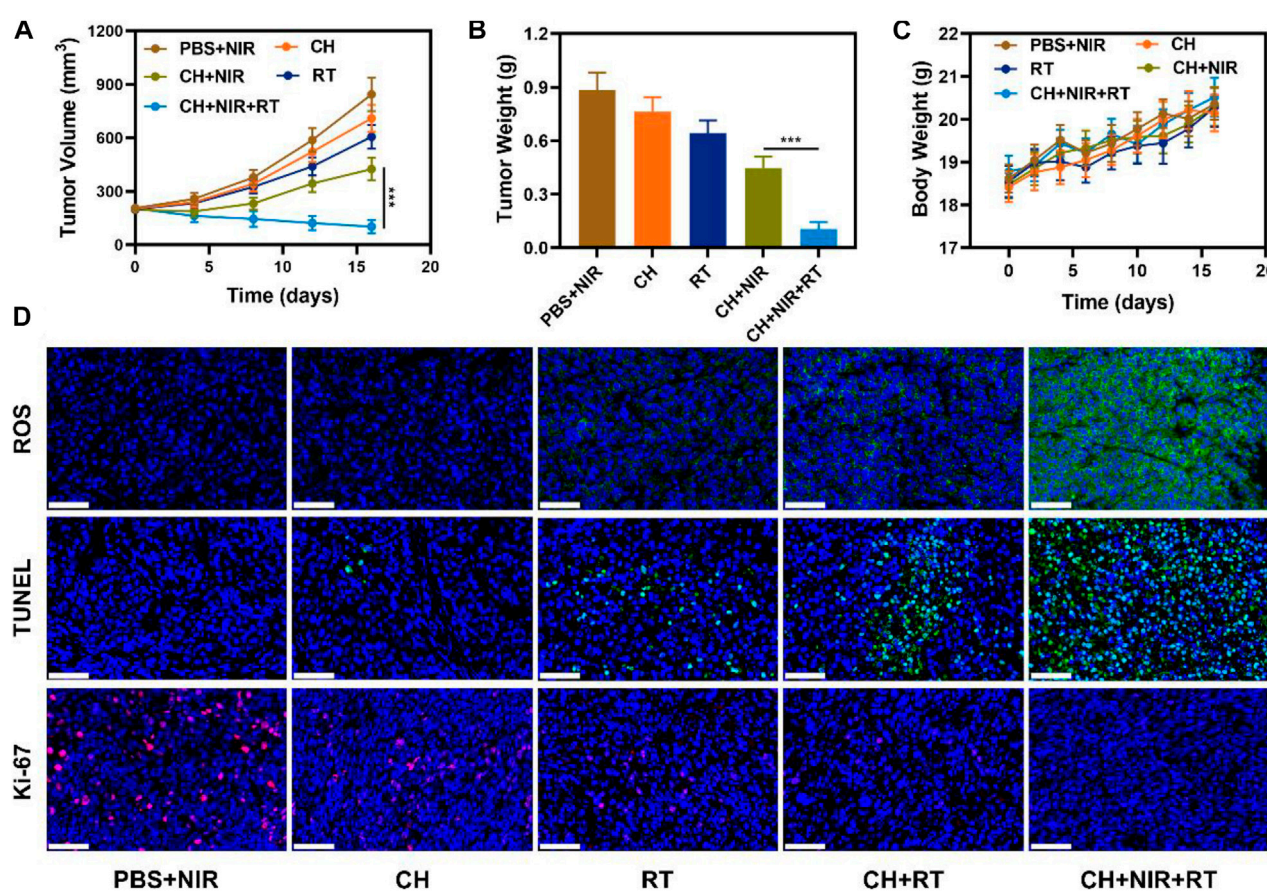 A
Tumor Volume (mm³)
1200
900
600
300
0
0 5 10 15 20
Time (days)
PBS+NIR CH
CH+NIR RT
CH+NIR+RT
***
B
Tumor Weight (g)
1.2
0.9
0.6
0.3
0.0
***
PBS+NIR CH RT CH+NIR CH+NIR+RT
C
Body Weight (g)
22
21
20
19
18
17
0 5 10 15 20
Time (days)
PBS+NIR CH
RT CH+NIR
CH+NIR+RT
D
ROS
TUNEL
Ki-67
PBS+NIR CH RT CH+RT CH+NIR+RT